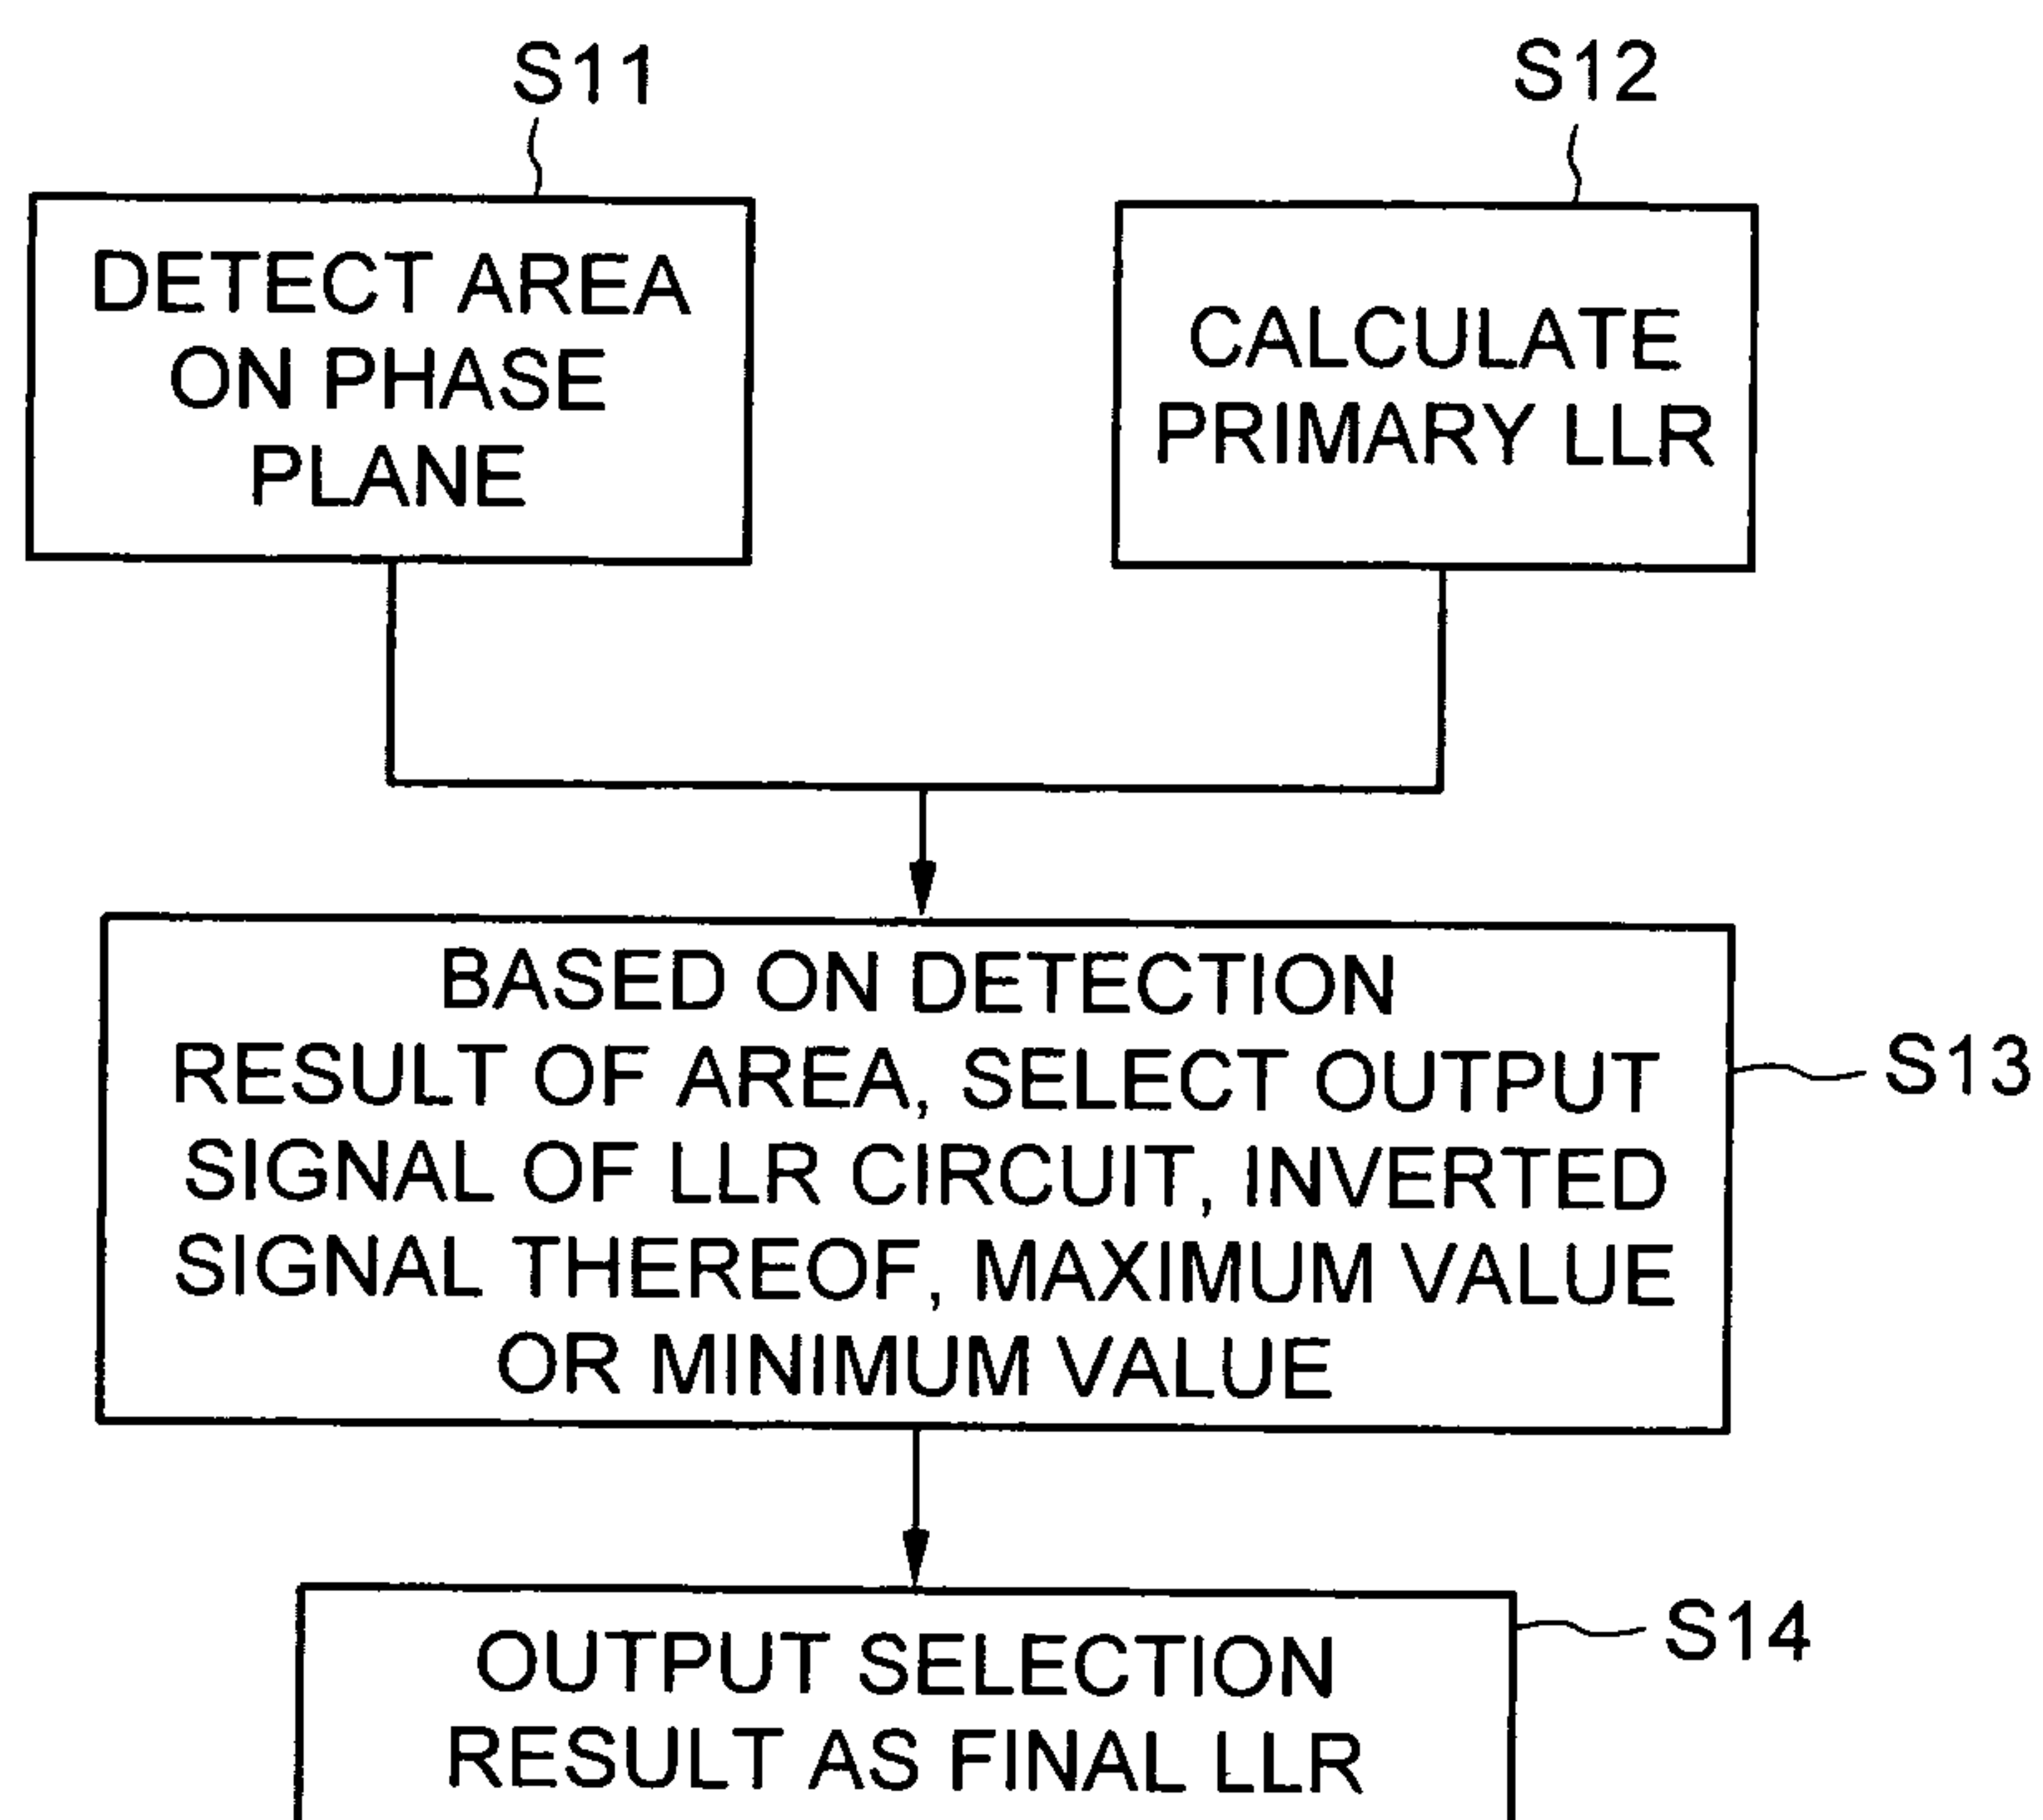 S11
S12
DETECT AREA
ON PHASE
PLANE
CALCULATE
PRIMARY LLR
BASED ON DETECTION
RESULT OF AREA, SELECT OUTPUT
SIGNAL OF LLR CIRCUIT, INVERTED
SIGNAL THEREOF, MAXIMUM VALUE
OR MINIMUM VALUE
S13
OUTPUT SELECTION
RESULT AS FINAL LLR
S14